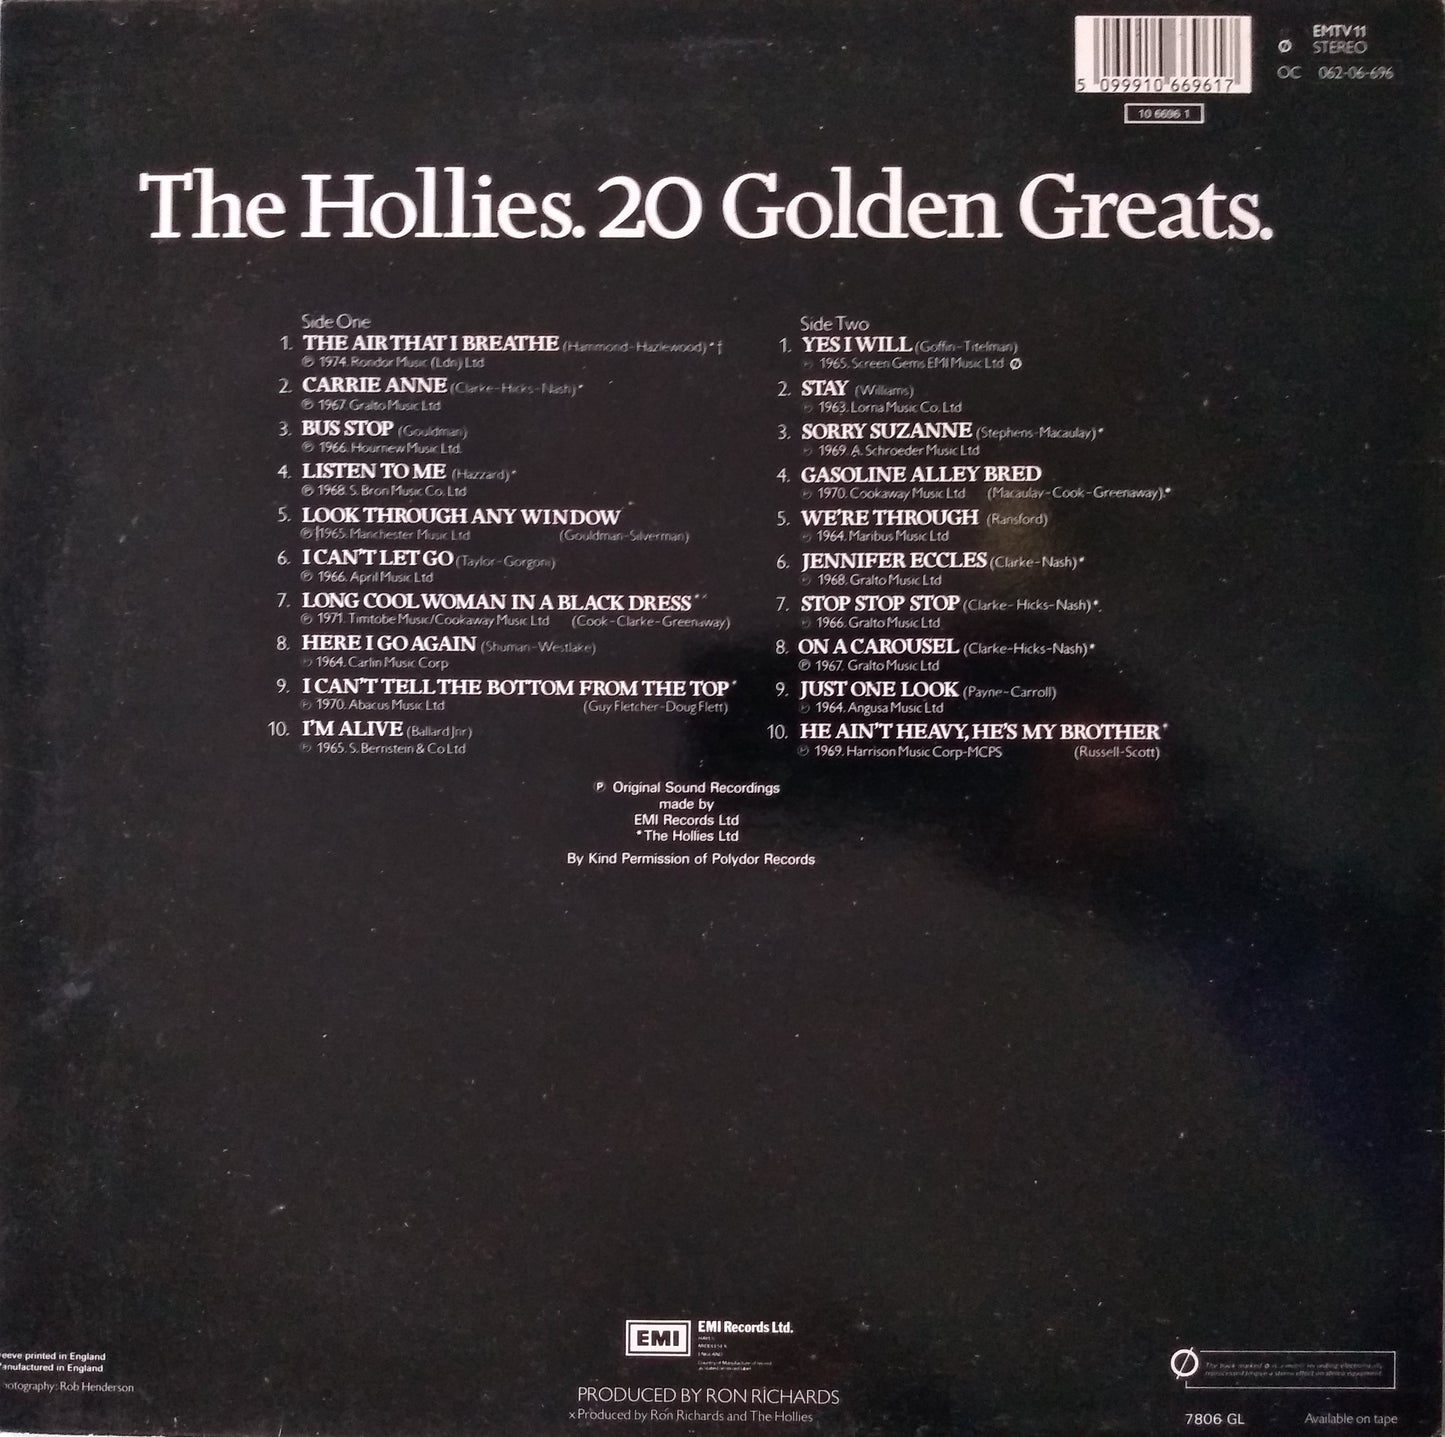 5 099910 669617
EMTV 11
Ø STEREO
OC 062-06-696
10 6696 1
The Hollies. 20 Golden Greats.
Side One
1. THE AIR THAT I BREATHE (Hammond-Hazlewood)*†
℗ 1974. Rondor Music (Ldn) Ltd
2. CARRIE ANNE (Clarke-Hicks-Nash)*
℗ 1967. Gralto Music Ltd
3. BUS STOP (Gouldman)
℗ 1966. Hournew Music Ltd.
4. LISTEN TO ME (Hazzard)*
℗ 1968. S. Bron Music Co. Ltd
5. LOOK THROUGH ANY WINDOW
℗ 1965. Manchester Music Ltd (Gouldman-Silverman)
6. I CAN'T LET GO (Taylor-Gorgoni)
℗ 1966. April Music Ltd
7. LONG COOL WOMAN IN A BLACK DRESS*×
℗ 1971. Timtobe Music/Cookaway Music Ltd (Cook-Clarke-Greenaway)
8. HERE I GO AGAIN (Shuman-Westlake)
℗ 1964. Carlin Music Corp
9. I CAN'T TELL THE BOTTOM FROM THE TOP*
℗ 1970. Abacus Music Ltd (Guy Fletcher-Doug Flett)
10. I'M ALIVE (Ballard Jnr)
℗ 1965. S. Bernstein & Co Ltd
Side Two
1. YES I WILL (Goffin-Titelman)
℗ 1965. Screen Gems EMI Music Ltd Ø
2. STAY (Williams)
℗ 1963. Lorna Music Co. Ltd
3. SORRY SUZANNE (Stephens-Macaulay)*
℗ 1969. A. Schroeder Music Ltd
4. GASOLINE ALLEY BRED
℗ 1970. Cookaway Music Ltd (Macaulay-Cook-Greenaway).*
5. WE'RE THROUGH (Ransford)
℗ 1964. Maribus Music Ltd
6. JENNIFER ECCLES (Clarke-Nash)*
℗ 1968. Gralto Music Ltd
7. STOP STOP STOP (Clarke-Hicks-Nash)*.
℗ 1966. Gralto Music Ltd
8. ON A CAROUSEL (Clarke-Hicks-Nash)*
℗ 1967. Gralto Music Ltd
9. JUST ONE LOOK (Payne-Carroll)
℗ 1964. Angusa Music Ltd
10. HE AIN'T HEAVY, HE'S MY BROTHER*
℗ 1969. Harrison Music Corp-MCPS (Russell-Scott)
℗ Original Sound Recordings
made by
EMI Records Ltd
*The Hollies Ltd
By Kind Permission of Polydor Records
EMI
EMI Records Ltd.
HAYES
MIDDLESEX
ENGLAND
PRODUCED BY RON RICHARDS
x Produced by Ron Richards and The Hollies
eeve printed in England
anufactured in England
otography: Rob Henderson
Ø
7806 GL
Available on tape